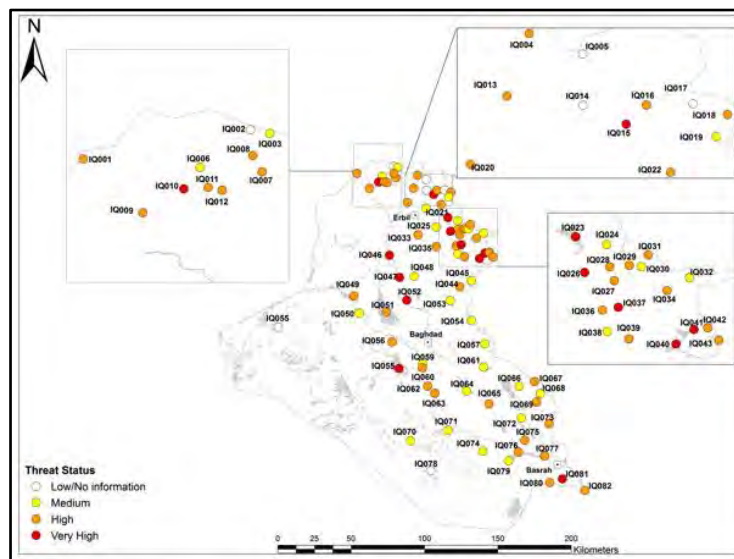 N
IQ004
IQ005
IQ013
IQ014
IQ016
IQ017
IQ018
IQ015
IQ019
IQ020
IQ022
IQ002
IQ003
IQ001
IQ006
IQ008
IQ007
IQ010
IQ011
IQ012
IQ009
IQ021
Erbil
IQ025
IQ033
IQ035
IQ046
IQ045
IQ048
IQ047
IQ044
IQ049
IQ052
IQ053
IQ051
IQ050
IQ055
IQ054
Baghdad
IQ056
IQ057
IQ059
IQ061
IQ055
IQ060
IQ062
IQ063
IQ064
IQ065
IQ066
IQ067
IQ068
IQ069
IQ071
IQ072
IQ073
IQ070
IQ075
IQ074
IQ076
IQ077
IQ078
IQ079
Basrah
IQ080
IQ081
IQ082
IQ023
IQ024
IQ031
IQ028
IQ029
IQ030
IQ026
IQ032
IQ027
IQ034
IQ036
IQ037
IQ042
IQ041
IQ038
IQ039
IQ040
IQ043
Threat Status
Low/No information
Medium
High
Very High
0
50
100
200
Kilometers